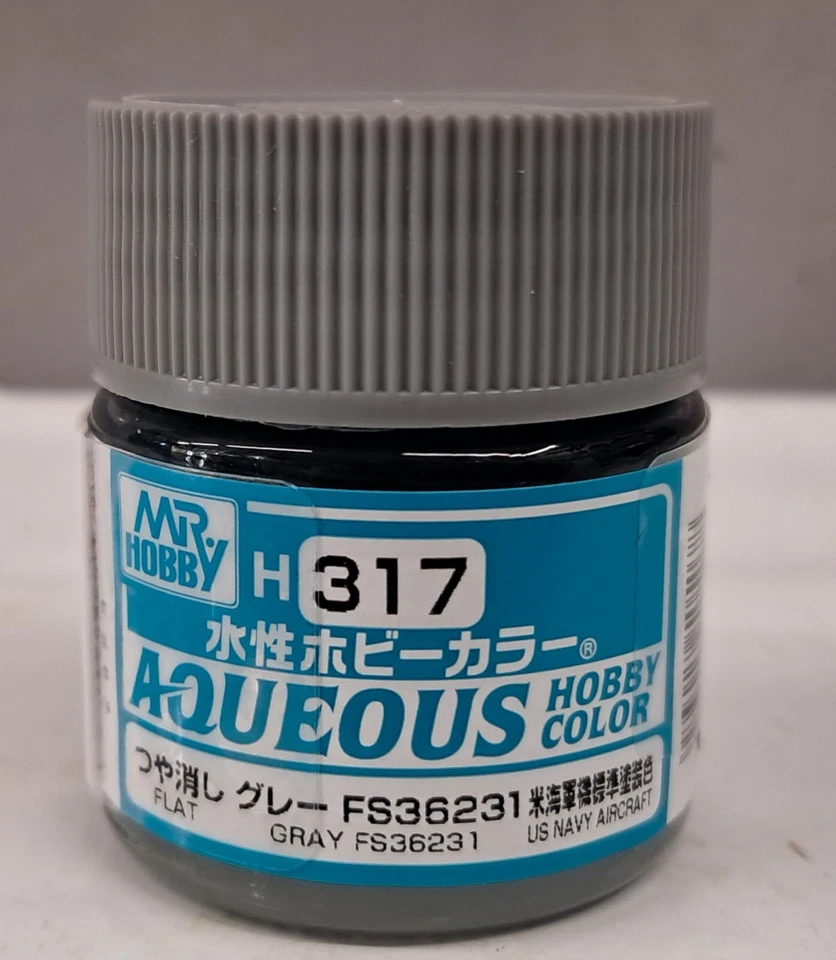 MR. HOBBY
H 317
水性ホビーカラー®
AQUEOUS HOBBY COLOR
つや消し グレー FS36231 米海軍機標準塗装色
FLAT GRAY FS36231 US NAVY AIRCRAFT